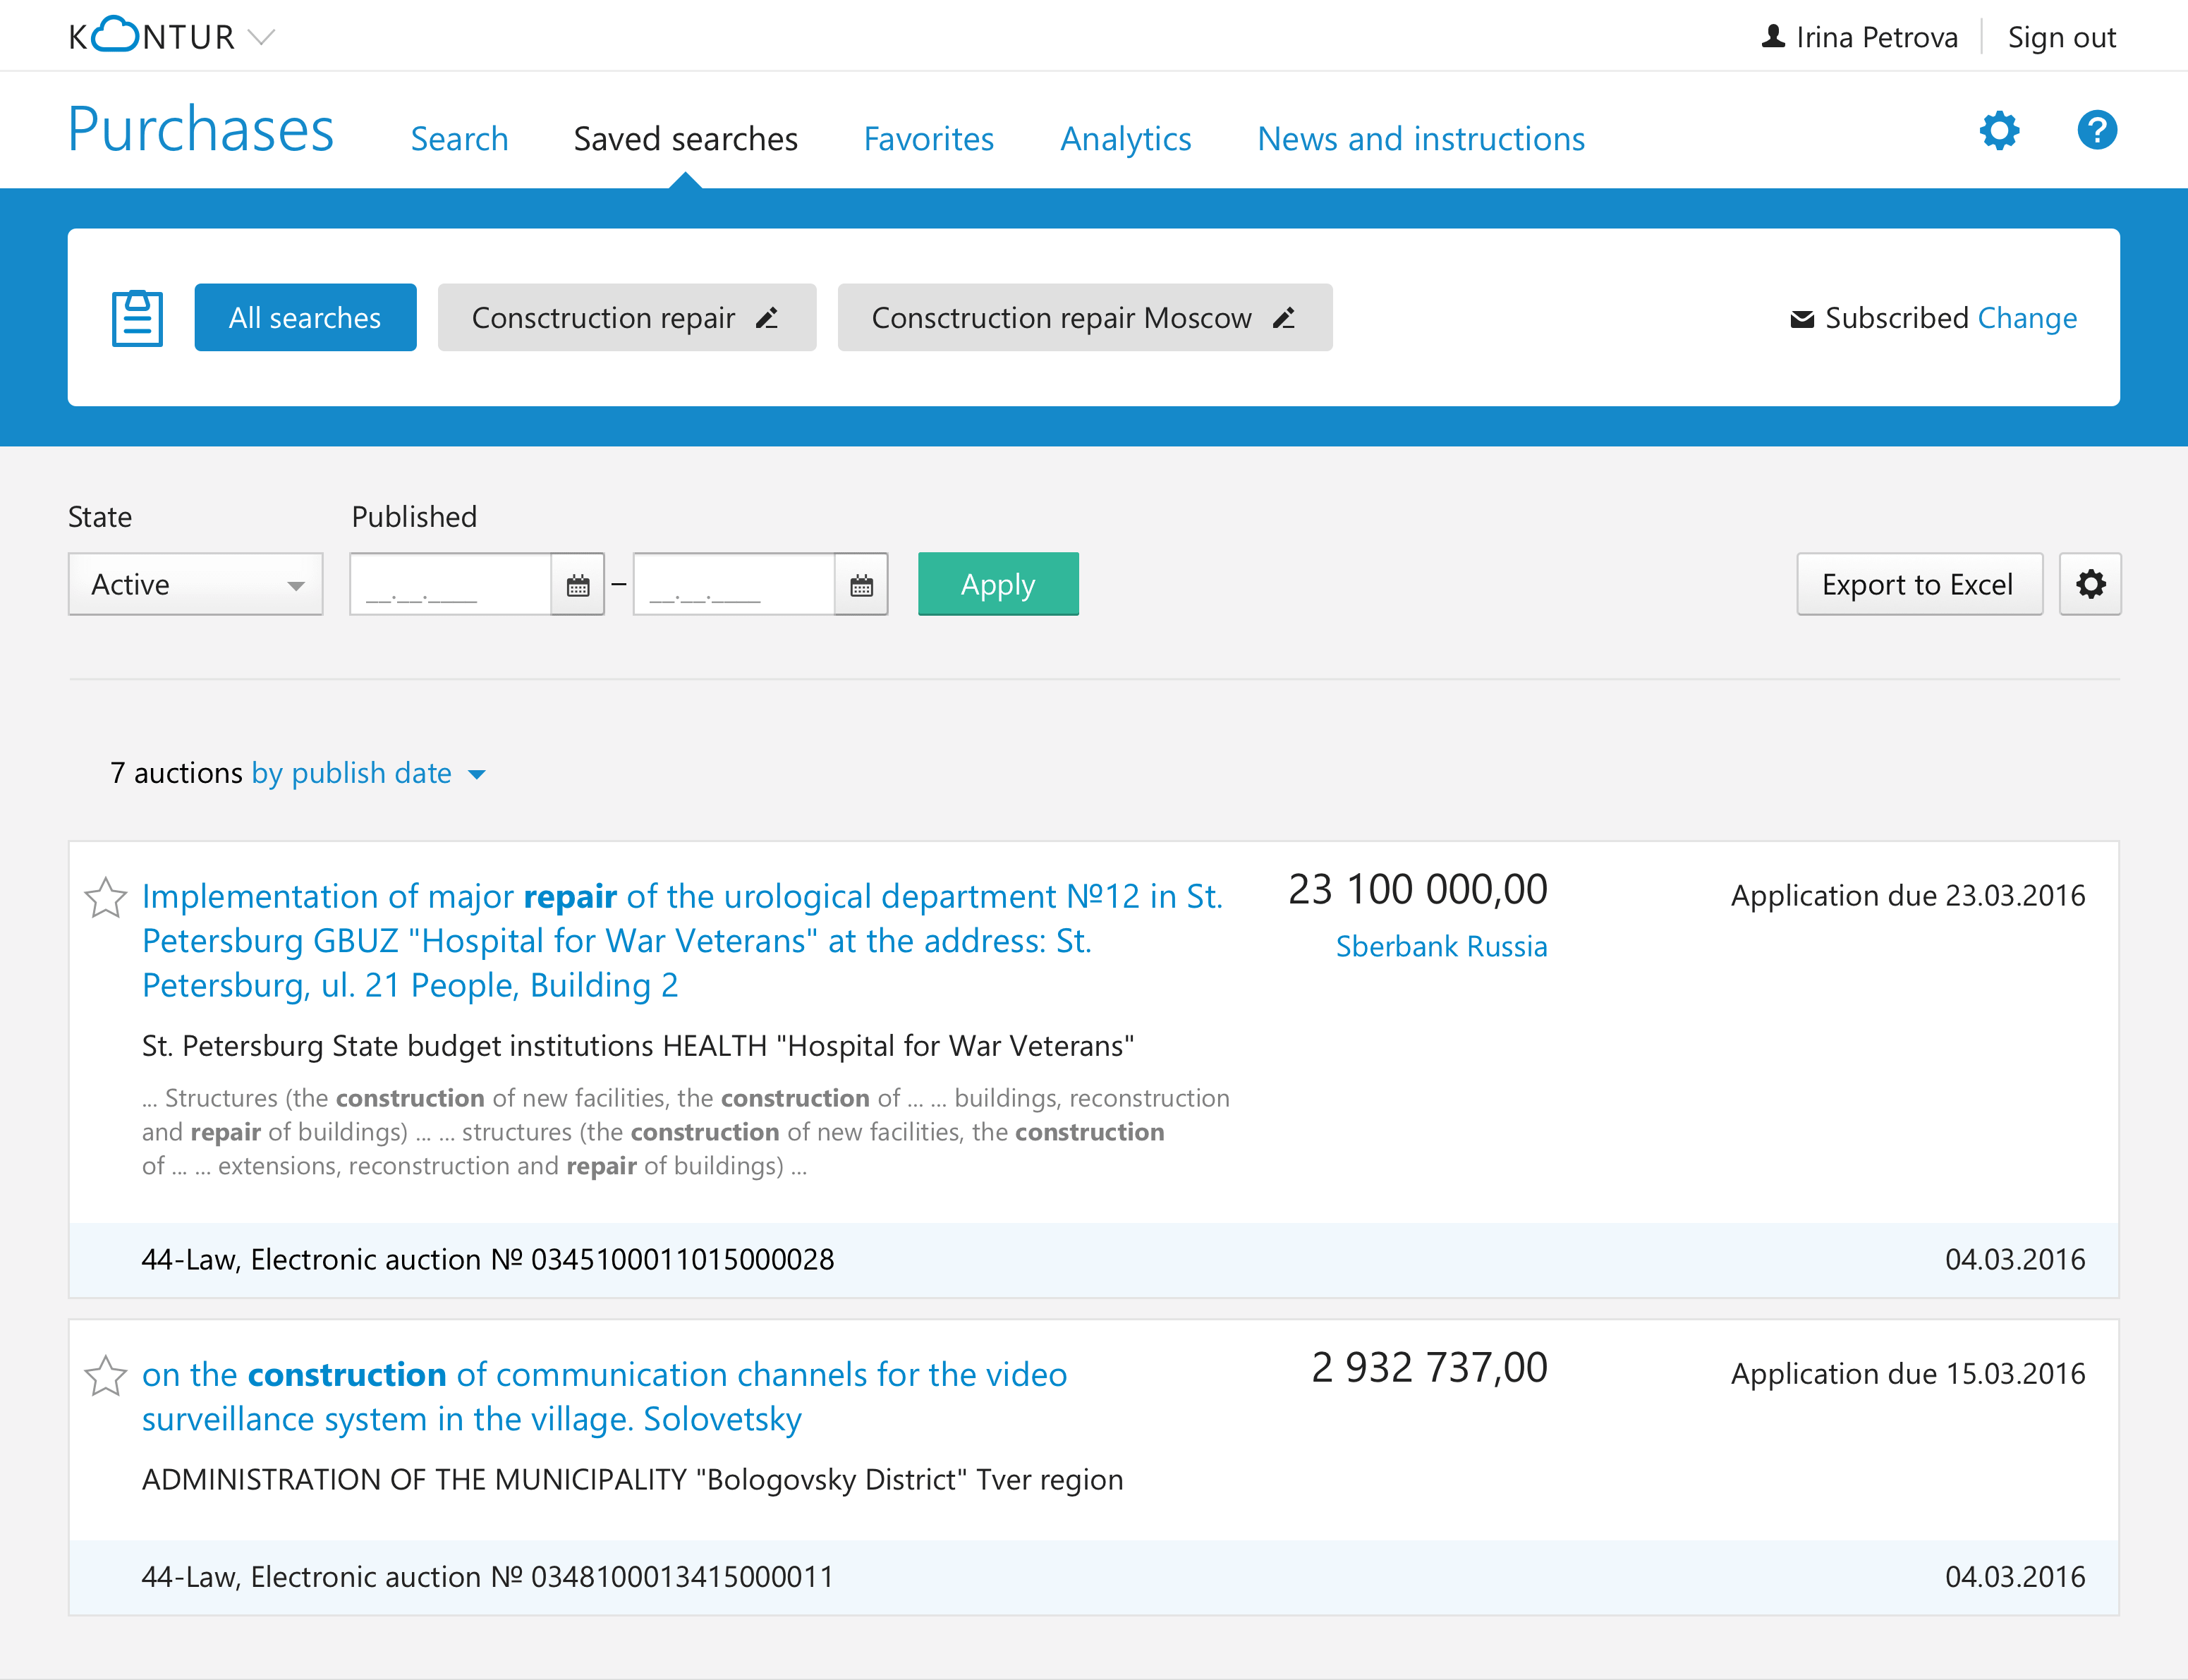 KONTUR
Irina Petrova
Sign out
Purchases
Search
Saved searches
Favorites
Analytics
News and instructions
?
All searches
Consctruction repair
Consctruction repair Moscow
Subscribed Change
State
Published
Active
__.__.____
–
__.__.____
Apply
Export to Excel
7 auctions by publish date
Implementation of major repair of the urological department №12 in St.
Petersburg GBUZ "Hospital for War Veterans" at the address: St.
Petersburg, ul. 21 People, Building 2
23 100 000,00
Sberbank Russia
Application due 23.03.2016
St. Petersburg State budget institutions HEALTH "Hospital for War Veterans"
... Structures (the construction of new facilities, the construction of ... ... buildings, reconstruction
and repair of buildings) ... ... structures (the construction of new facilities, the construction
of ... ... extensions, reconstruction and repair of buildings) ...
44-Law, Electronic auction № 0345100011015000028
04.03.2016
on the construction of communication channels for the video
surveillance system in the village. Solovetsky
2 932 737,00
Application due 15.03.2016
ADMINISTRATION OF THE MUNICIPALITY "Bologovsky District" Tver region
44-Law, Electronic auction № 0348100013415000011
04.03.2016